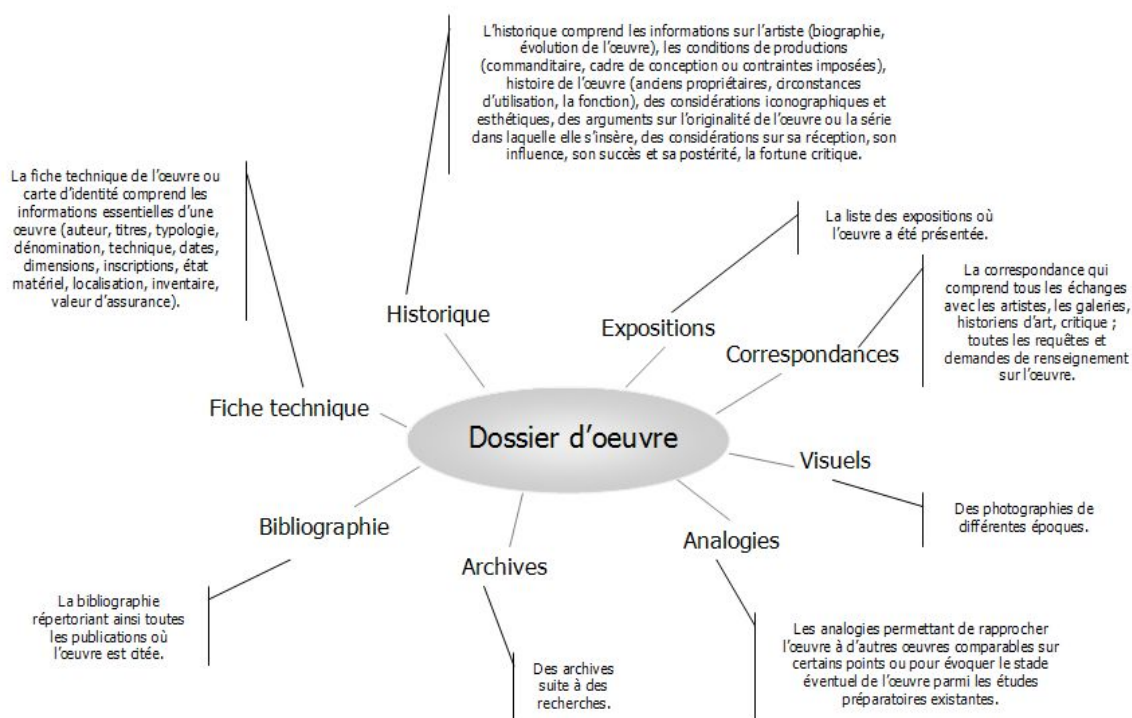 L'historique comprend les informations sur l'artiste (biographie,
évolution de l'œuvre), les conditions de productions
(commanditaire, cadre de conception ou contraintes imposées),
histoire de l'œuvre (anciens propriétaires, circonstances
d'utilisation, la fonction), des considérations iconographiques et
esthétiques, des arguments sur l'originalité de l'œuvre ou la série
dans laquelle elle s'insère, des considérations sur sa réception, son
influence, son succès et sa postérité, la fortune critique.
La fiche technique de l'œuvre ou
carte d'identité comprend les
informations essentielles d'une
œuvre (auteur, titres, typologie,
dénomination, technique, dates,
dimensions, inscriptions, état
matériel, localisation, inventaire,
valeur d'assurance).
La liste des expositions où
l'œuvre a été présentée.
La correspondance qui
comprend tous les échanges
avec les artistes, les galeries,
historiens d'art, critique ;
toutes les requêtes et
demandes de renseignement
sur l'œuvre.
Historique
Expositions
Correspondances
Fiche technique
Dossier d'oeuvre
Visuels
Des photographies de
différentes époques.
Bibliographie
Analogies
Archives
La bibliographie
répertoriant ainsi toutes
les publications où
l'œuvre est citée.
Des archives
suite à des
recherches.
Les analogies permettant de rapprocher
l'œuvre à d'autres œuvres comparables sur
certains points ou pour évoquer le stade
éventuel de l'œuvre parmi les études
préparatoires existantes.